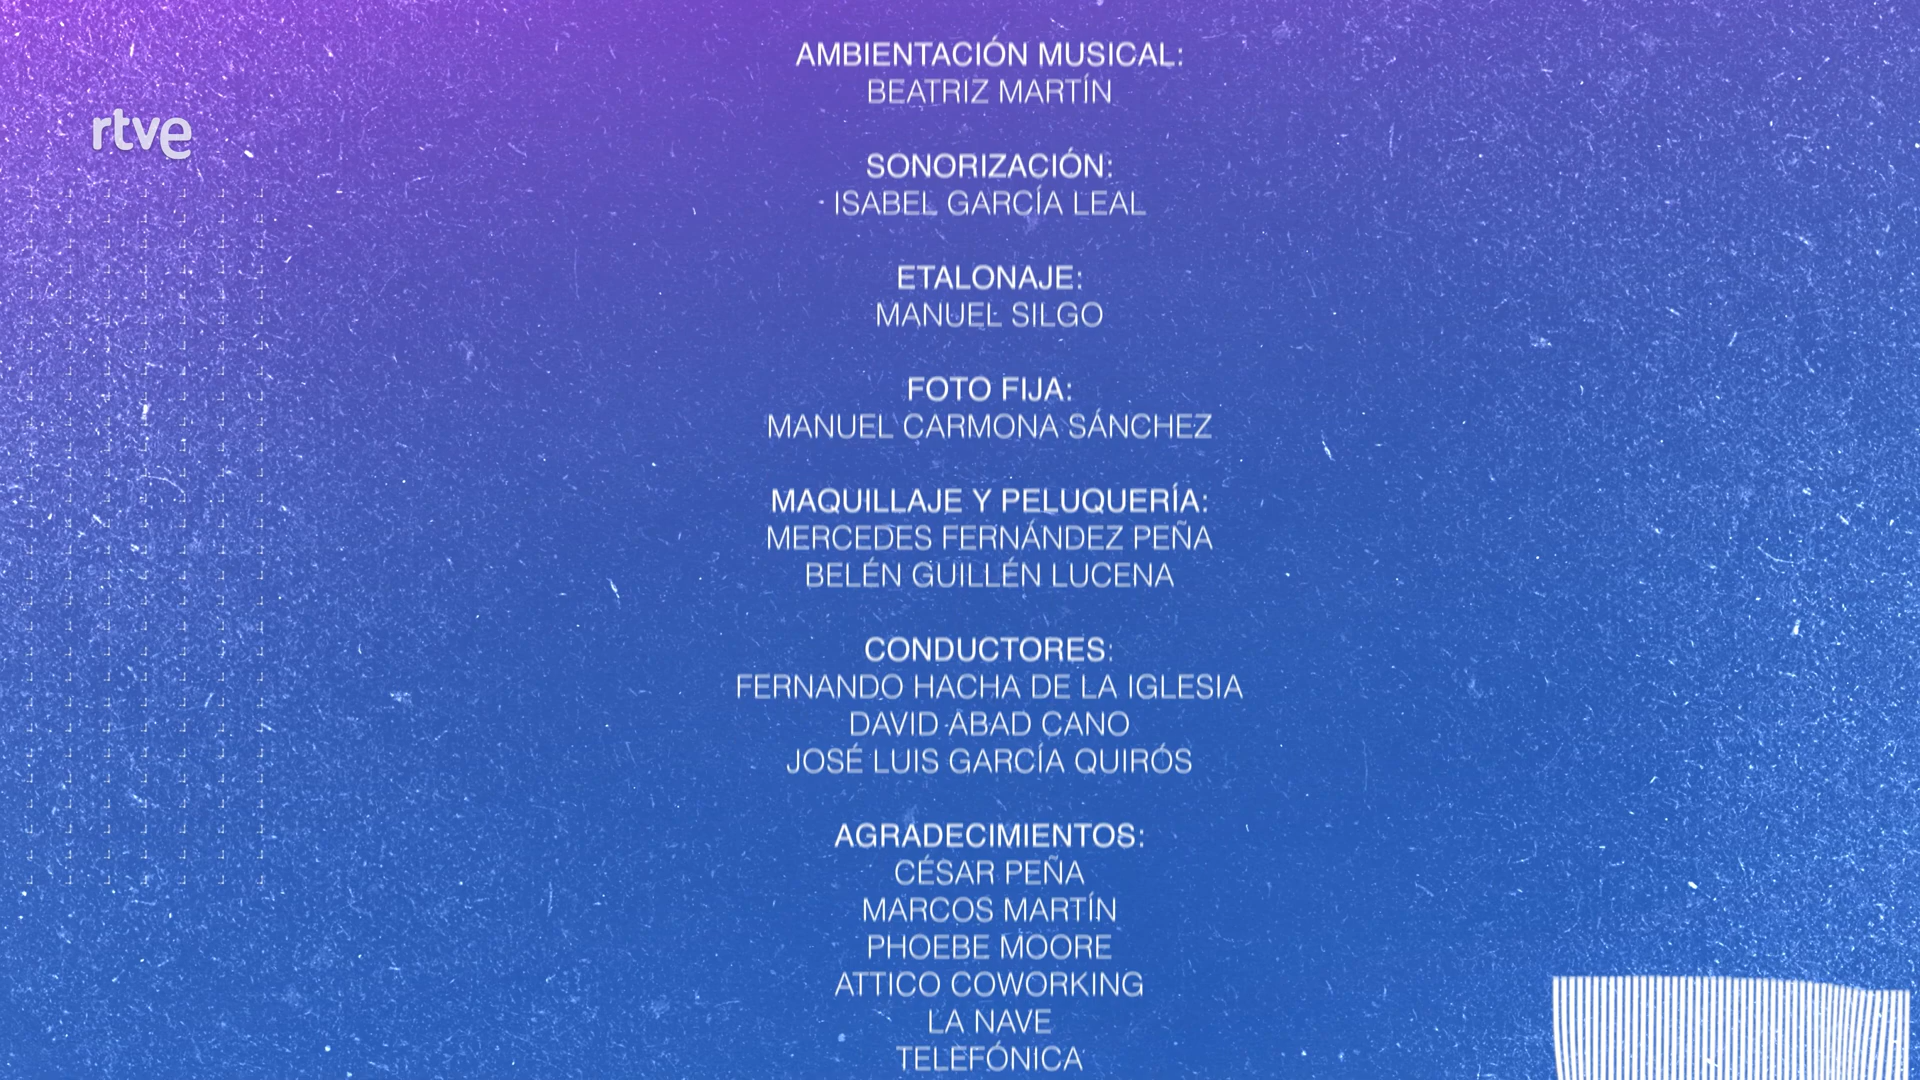 rtve
AMBIENTACIÓN MUSICAL:
BEATRIZ MARTÍN
SONORIZACIÓN:
ISABEL GARCÍA LEAL
ETALONAJE:
MANUEL SILGO
FOTO FIJA:
MANUEL CARMONA SÁNCHEZ
MAQUILLAJE Y PELUQUERÍA:
MERCEDES FERNÁNDEZ PEÑA
BELÉN GUILLÉN LUCENA
CONDUCTORES:
FERNANDO HACHA DE LA IGLESIA
DAVID ABAD CANO
JOSÉ LUIS GARCÍA QUIRÓS
AGRADECIMIENTOS:
CÉSAR PEÑA
MARCOS MARTÍN
PHOEBE MOORE
ATTICO COWORKING
LA NAVE
TELEFÓNICA